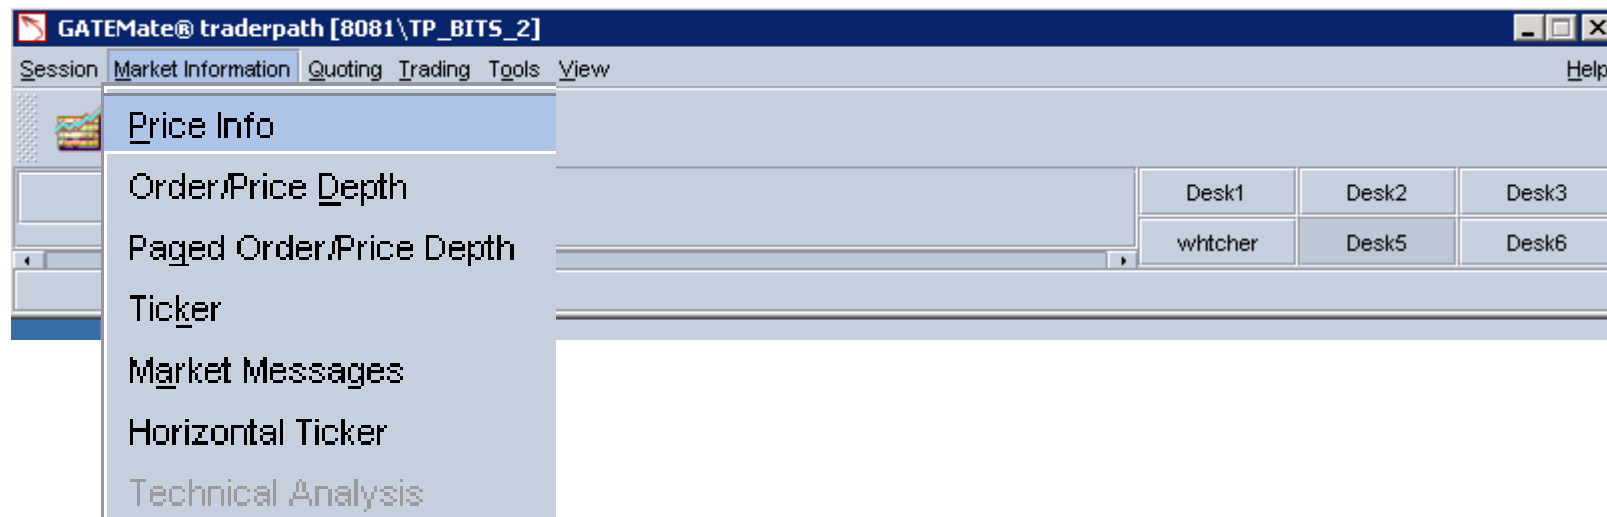 GATEMate® traderpath [8081\TP_BITS_2]
Session Market Information Quoting Trading Tools View Help
Price Info
Order/Price Depth
Desk1 Desk2 Desk3
Paged Order/Price Depth
whtcher Desk5 Desk6
Ticker
Market Messages
Horizontal Ticker
Technical Analysis